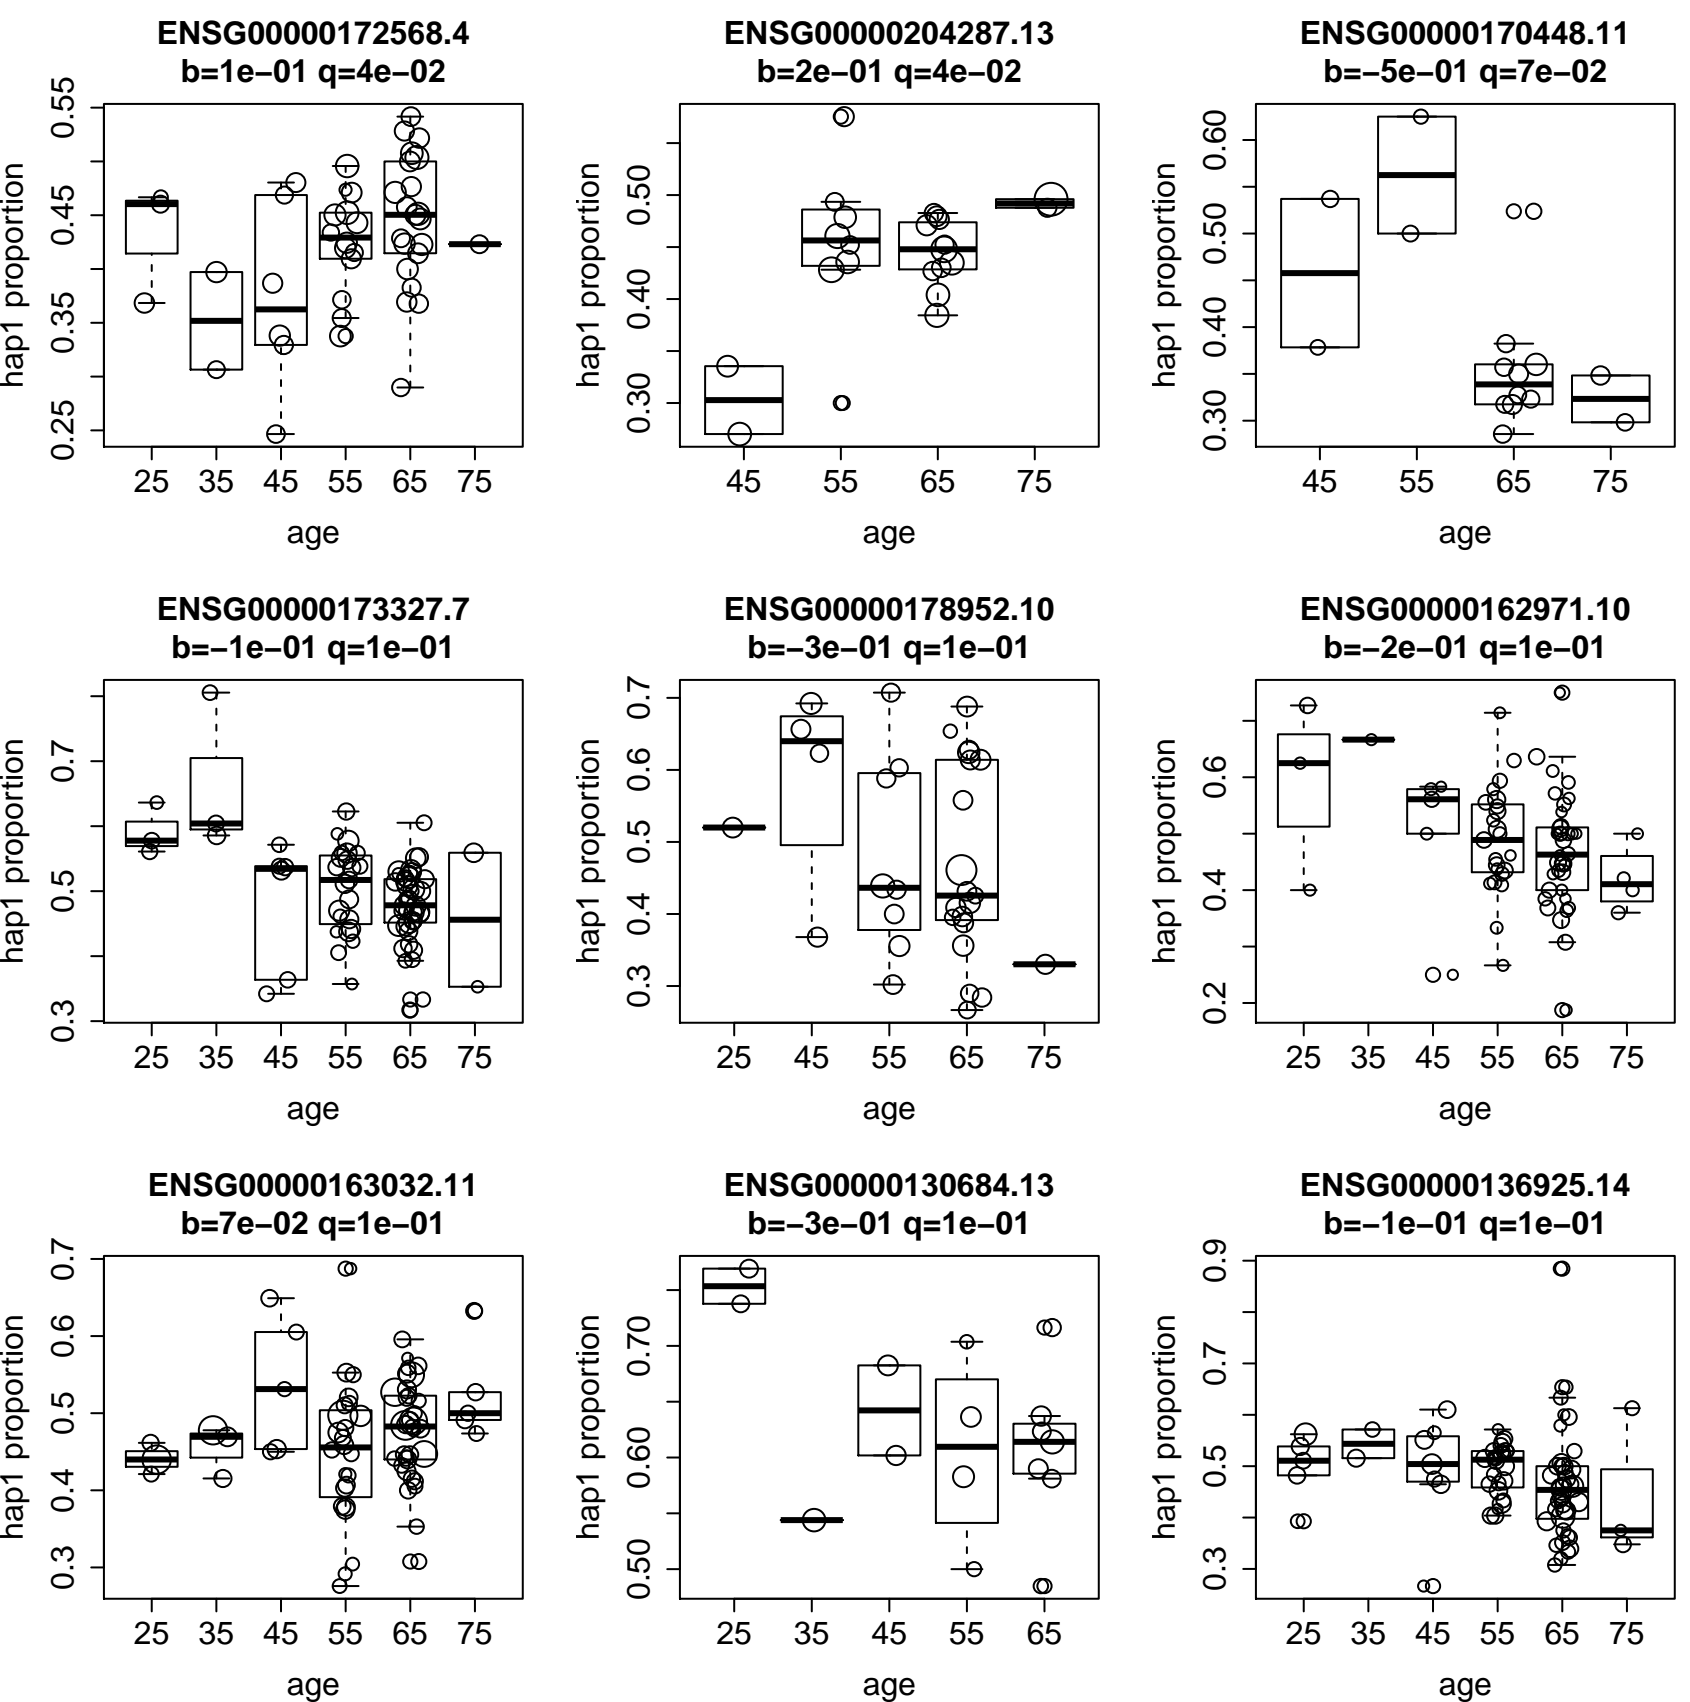 ENSG00000172568.4
b=1e−01 q=4e−02
hap1 proportion
0.25 0.35 0.45 0.55
25 35 45 55 65 75
age
ENSG00000204287.13
b=2e−01 q=4e−02
hap1 proportion
0.30 0.40 0.50
45 55 65 75
age
ENSG00000170448.11
b=−5e−01 q=7e−02
hap1 proportion
0.30 0.40 0.50 0.60
45 55 65 75
age
ENSG00000173327.7
b=−1e−01 q=1e−01
hap1 proportion
0.3 0.5 0.7
25 35 45 55 65 75
age
ENSG00000178952.10
b=−3e−01 q=1e−01
hap1 proportion
0.3 0.4 0.5 0.6 0.7
25 45 55 65 75
age
ENSG00000162971.10
b=−2e−01 q=1e−01
hap1 proportion
0.2 0.4 0.6
25 35 45 55 65 75
age
ENSG00000163032.11
b=7e−02 q=1e−01
hap1 proportion
0.3 0.4 0.5 0.6 0.7
25 35 45 55 65 75
age
ENSG00000130684.13
b=−3e−01 q=1e−01
hap1 proportion
0.50 0.60 0.70
25 35 45 55 65
age
ENSG00000136925.14
b=−1e−01 q=1e−01
hap1 proportion
0.3 0.5 0.7 0.9
25 35 45 55 65 75
age